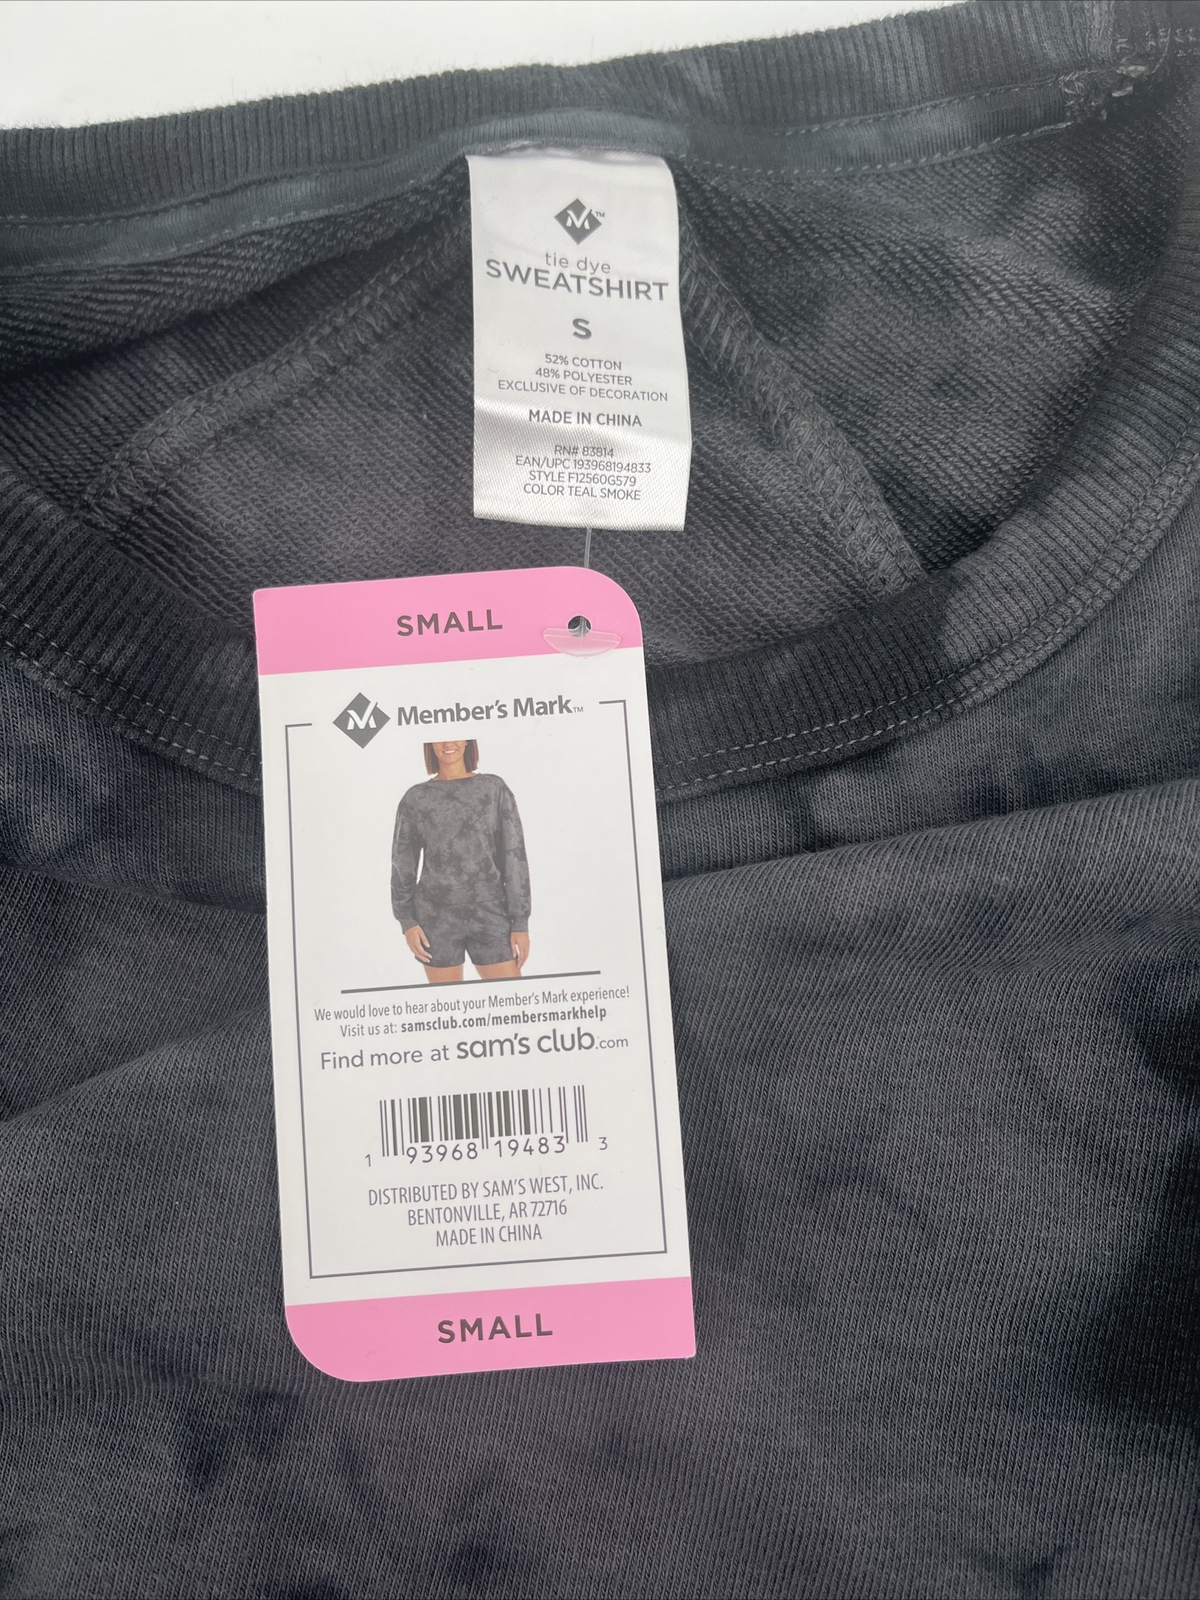 M™
tie dye
SWEATSHIRT
S
52% COTTON
48% POLYESTER
EXCLUSIVE OF DECORATION
MADE IN CHINA
RN# 83814
EAN/UPC 193968194833
STYLE F12560G579
COLOR TEAL SMOKE
SMALL
M Member's Mark™
We would love to hear about your Member's Mark experience!
Visit us at: samsclub.com/membersmarkhelp
Find more at sam's club.com
1 93968 19483 3
DISTRIBUTED BY SAM'S WEST, INC.
BENTONVILLE, AR 72716
MADE IN CHINA
SMALL